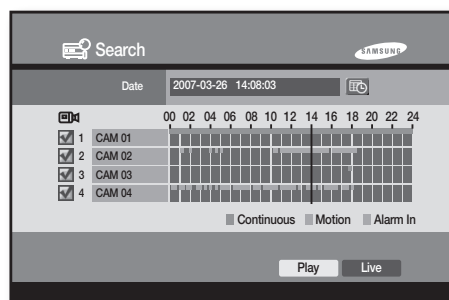 Search
SAMSUNG
Date 2007-03-26 14:08:03
00 02 04 06 08 10 12 14 16 18 20 22 24
1 CAM 01
2 CAM 02
3 CAM 03
4 CAM 04
Continuous Motion Alarm In
Play Live